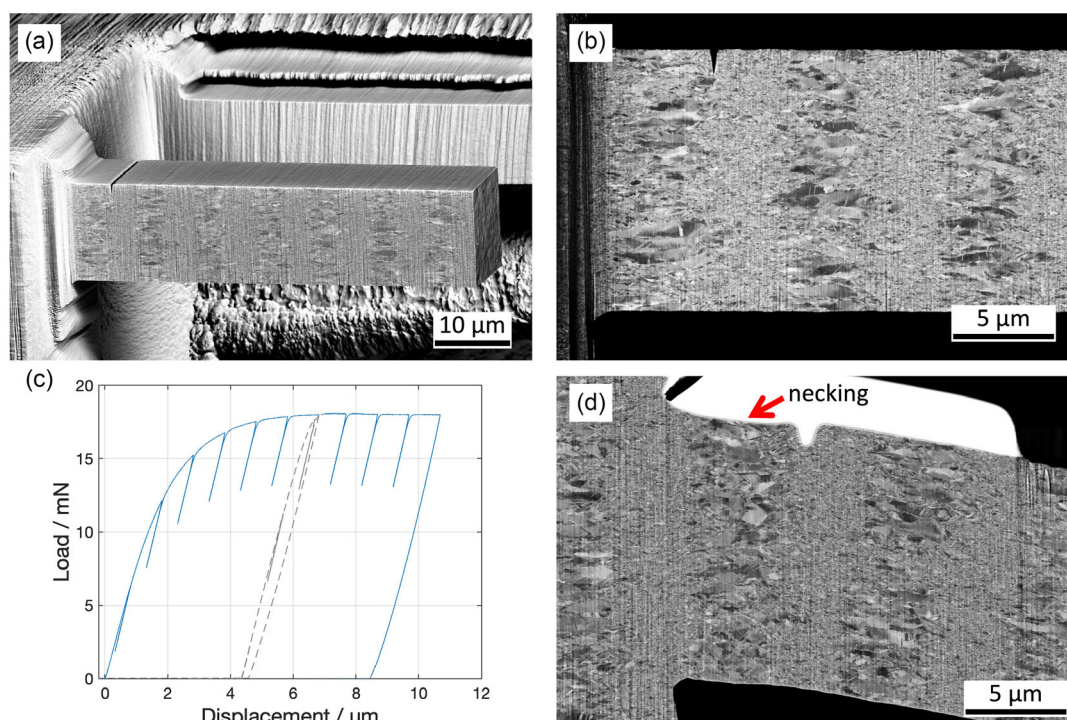 (a)
10 µm
(b)
5 µm
(c)
20
15
10
5
0
Load / mN
0 2 4 6 8 10 12
Displacement / µm
(d)
necking
5 µm